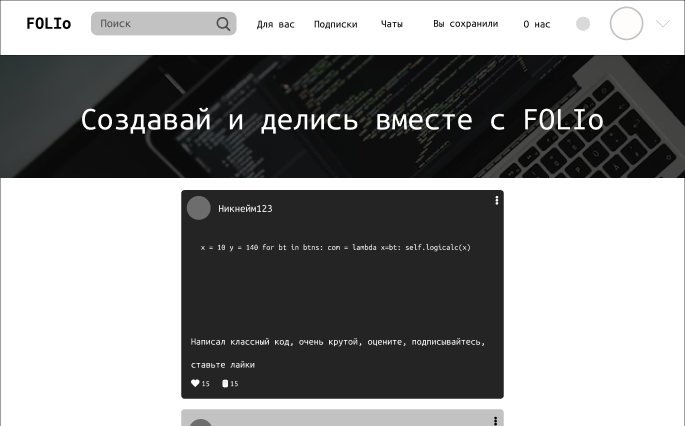 FOLIo
Поиск
Для вас
Подписки
Чаты
Вы сохранили
О нас
Создавай и делись вместе с FOLIo
Никнейм123
x = 10 y = 140 for bt in btns: com = lambda x=bt: self.logicalc(x)
Написал классный код, очень крутой, оцените, подписывайтесь,
ставьте лайки
15 15